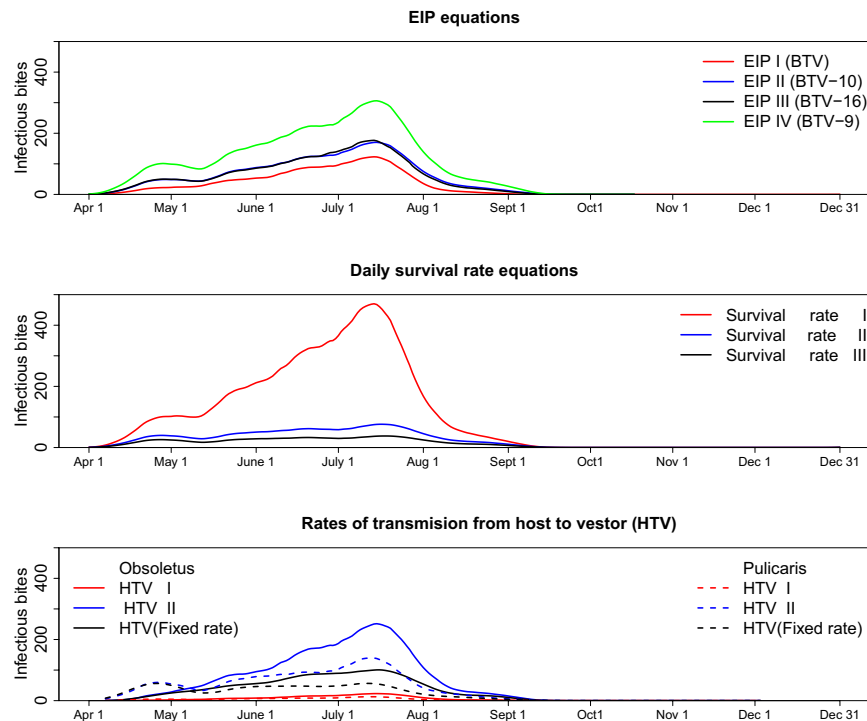 EIP equations
Infectious bites
0 200 400
EIP I (BTV)
EIP II (BTV−10)
EIP III (BTV−16)
EIP IV (BTV−9)
Apr 1 May 1 June 1 July 1 Aug 1 Sept 1 Oct1 Nov 1 Dec 1 Dec 31
Daily survival rate equations
Infectious bites
0 200 400
Survival rate I
Survival rate II
Survival rate III
Apr 1 May 1 June 1 July 1 Aug 1 Sept 1 Oct1 Nov 1 Dec 1 Dec 31
Rates of transmision from host to vestor (HTV)
Infectious bites
0 200 400
Obsoletus
HTV I
HTV II
HTV(Fixed rate)
Pulicaris
HTV I
HTV II
HTV(Fixed rate)
Apr 1 May 1 June 1 July 1 Aug 1 Sept 1 Oct1 Nov 1 Dec 1 Dec 31